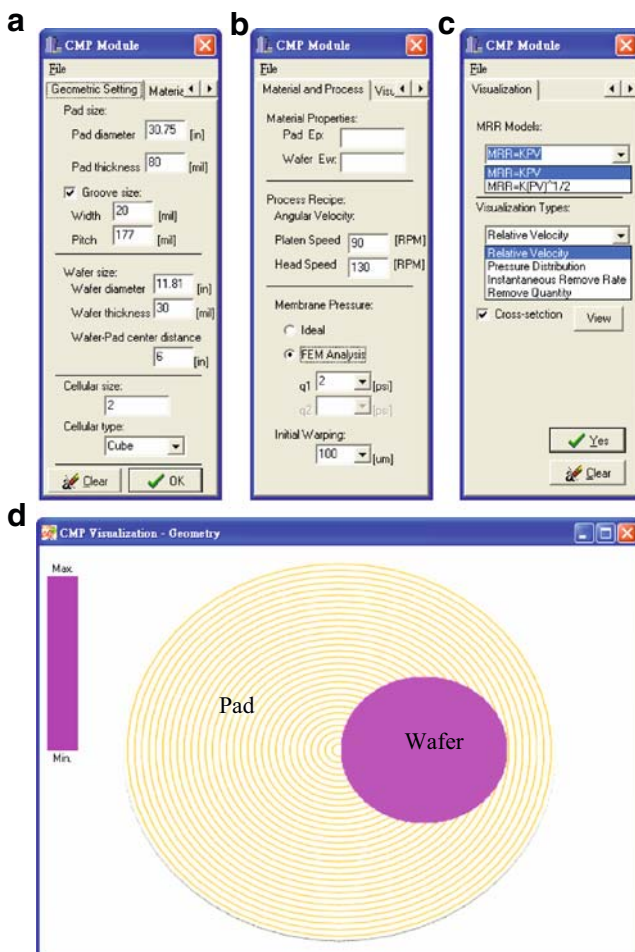 a
CMP Module
File
Geometric Setting Materic
Pad size:
Pad diameter 30.75 [in]
Pad thickness 80 [mil]
Groove size:
Width 20 [mil]
Pitch 177 [mil]
Wafer size:
Wafer diameter 11.81 [in]
Wafer thickness 30 [mil]
Wafer-Pad center distance
6 [in]
Cellular size:
2
Cellular type:
Cube
Clear OK
b
CMP Module
File
Material and Process
Material Properties:
Pad Ep:
Wafer Ew:
Process Recipe:
Angular Velocity:
Platen Speed 90 [RPM]
Head Speed 130 [RPM]
Membrane Pressure:
Ideal
FEM Analysis
q1 2 [psi]
q2 [psi]
Initial Warping:
100 [um]
c
CMP Module
File
Visualization
MRR Models:
MRR=KPV
MRR=KPV
MRR=K(PV)^1/2
Visualization Types:
Relative Velocity
Relative Velocity
Pressure Distribution
Instantaneous Remove Rate
Remove Quantity
Cross-setction View
Yes
Clear
d
CMP Visualization - Geometry
Max.
Min.
Pad
Wafer